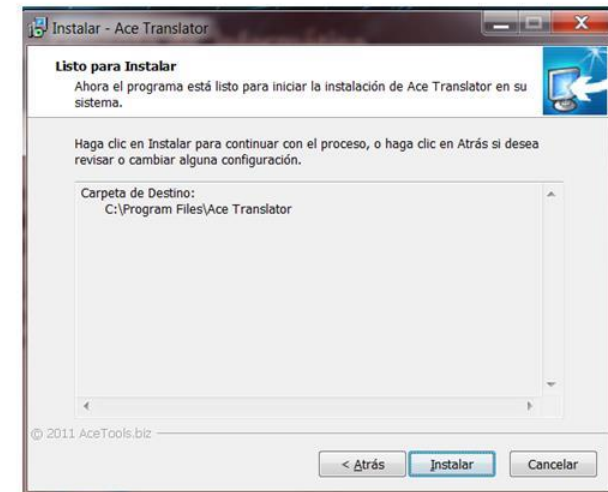 Instalar - Ace Translator
Listo para Instalar
Ahora el programa está listo para iniciar la instalación de Ace Translator en su
sistema.
Haga clic en Instalar para continuar con el proceso, o haga clic en Atrás si desea
revisar o cambiar alguna configuración.
Carpeta de Destino:
C:\Program Files\Ace Translator
© 2011 AceTools.biz
< Atrás
Instalar
Cancelar